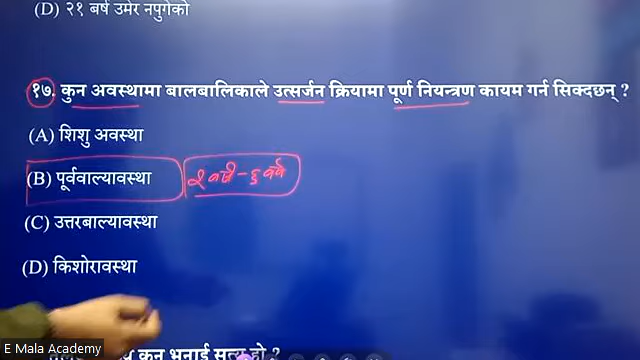 (D) २१ बर्ष उमेर नपुगेको
१७. कुन अवस्थामा बालबालिकाले उत्सर्जन क्रियामा पूर्ण नियन्त्रण कायम गर्न सिक्दछन् ?
(A) शिशु अवस्था
(B) पूर्ववाल्यावस्था २ वर्ष - ६ वर्ष
(C) उत्तरबाल्यावस्था
(D) किशोरावस्था
कुन भनाई सत्य हो ?
E Mala Academy